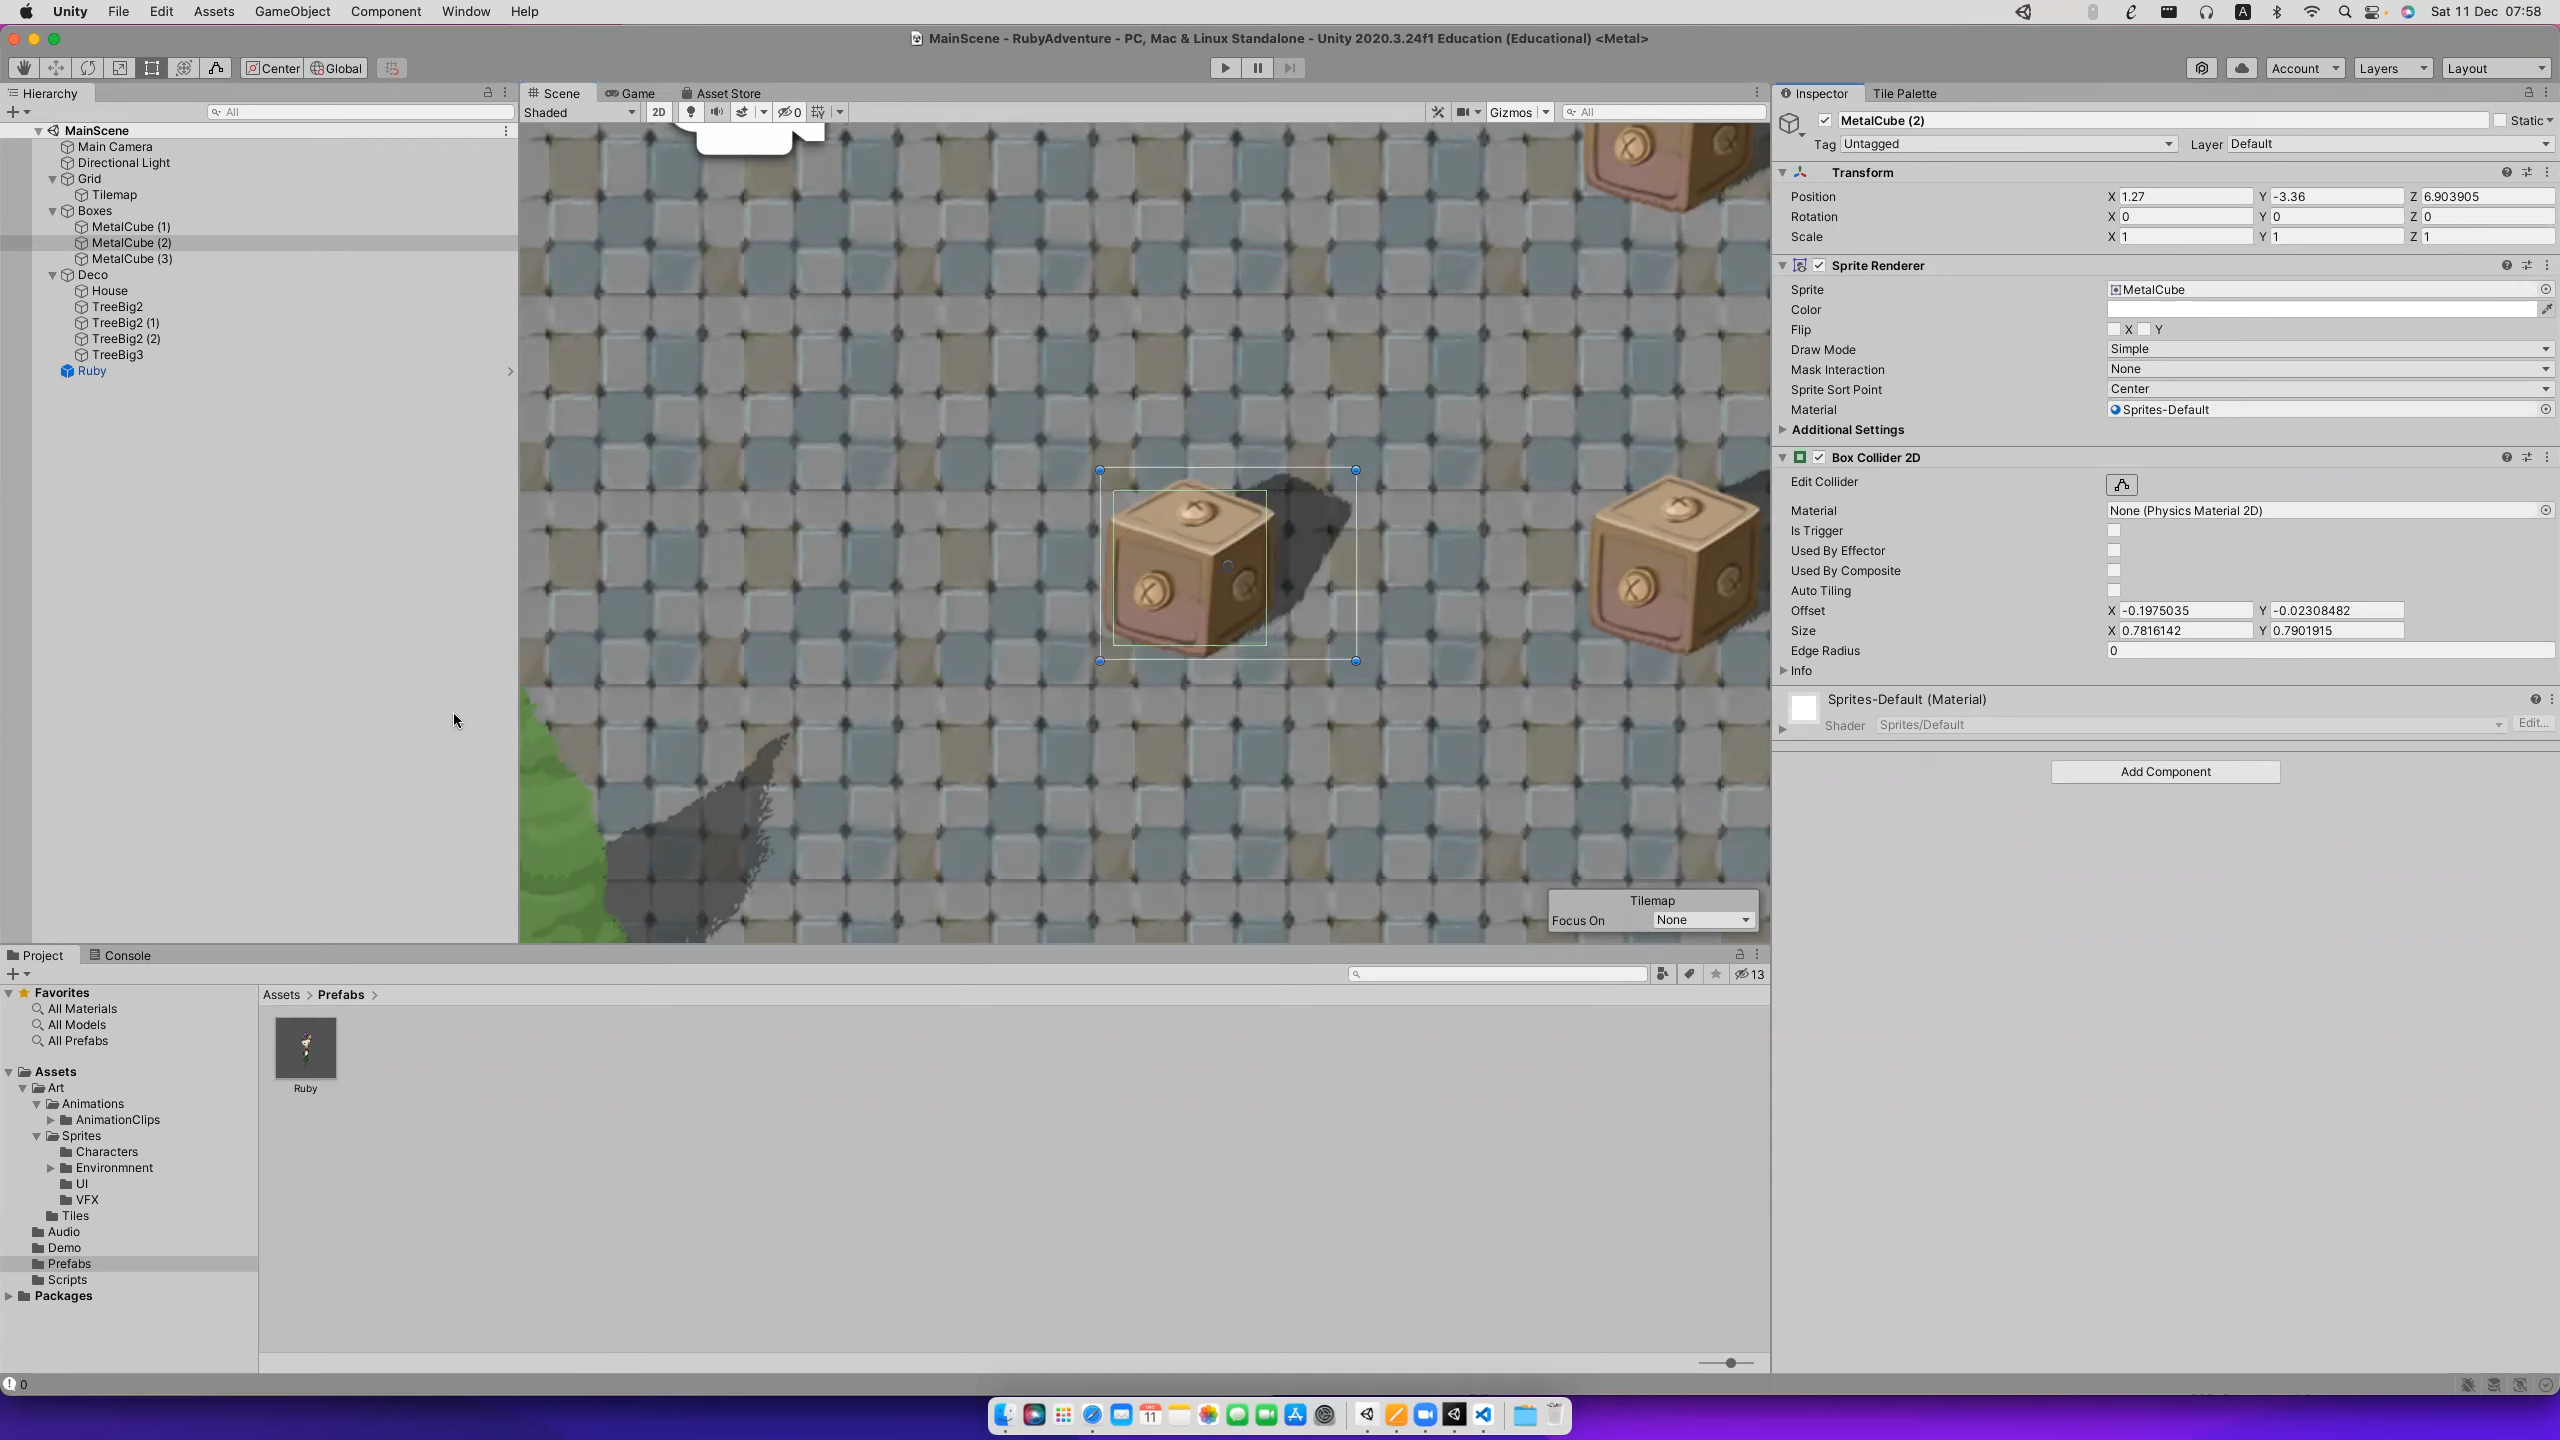 Unity File Edit Assets GameObject Component Window Help
A Sat 11 Dec 07:58
MainScene - RubyAdventure - PC, Mac & Linux Standalone - Unity 2020.3.24f1 Education (Educational) <Metal>
Center Global
Account Layers Layout
Hierarchy
All
MainScene
Main Camera
Directional Light
Grid
Tilemap
Boxes
MetalCube (1)
MetalCube (2)
MetalCube (3)
Deco
House
TreeBig2
TreeBig2 (1)
TreeBig2 (2)
TreeBig3
Ruby
Scene Game Asset Store
Shaded 2D 0 Gizmos All
Tilemap
Focus On None
Inspector Tile Palette
MetalCube (2) Static
Tag Untagged Layer Default
Transform
Position X 1.27 Y -3.36 Z 6.903905
Rotation X 0 Y 0 Z 0
Scale X 1 Y 1 Z 1
Sprite Renderer
Sprite MetalCube
Color
Flip X Y
Draw Mode Simple
Mask Interaction None
Sprite Sort Point Center
Material Sprites-Default
Additional Settings
Box Collider 2D
Edit Collider
Material None (Physics Material 2D)
Is Trigger
Used By Effector
Used By Composite
Auto Tiling
Offset X -0.1975035 Y -0.02308482
Size X 0.7816142 Y 0.7901915
Edge Radius 0
Info
Sprites-Default (Material)
Shader Sprites/Default Edit...
Add Component
Project Console
13
Favorites
All Materials
All Models
All Prefabs
Assets
Art
Animations
AnimationClips
Sprites
Characters
Environmnent
UI
VFX
Tiles
Audio
Demo
Prefabs
Scripts
Packages
Assets > Prefabs >
Ruby
0
DEC
11